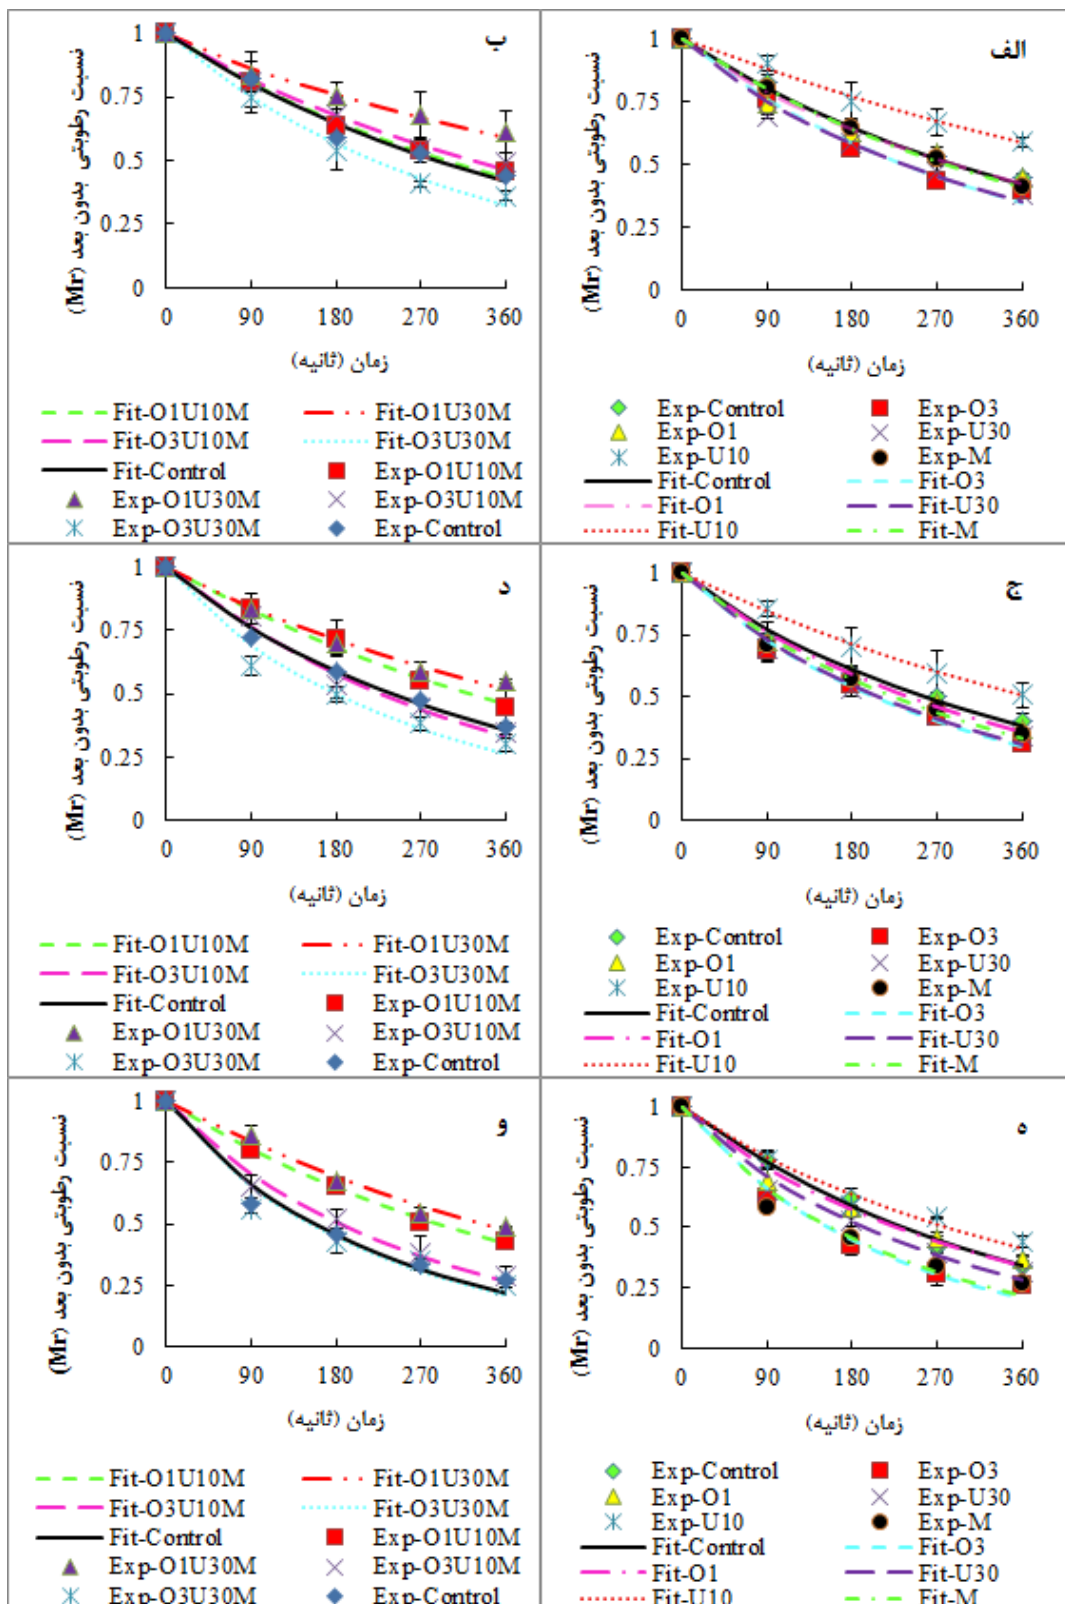 الف
نسبت رطوبتی بدون بعد (Mr)
1
0.75
0.5
0.25
0
0 90 180 270 360
زمان (ثانیه)
Exp-Control Exp-O3
Exp-O1 Exp-U30
Exp-U10 Exp-M
Fit-Control Fit-O3
Fit-O1 Fit-U30
Fit-U10 Fit-M
ب
نسبت رطوبتی بدون بعد (Mr)
1
0.75
0.5
0.25
0
0 90 180 270 360
زمان (ثانیه)
Fit-O1U10M Fit-O1U30M
Fit-O3U10M Fit-O3U30M
Fit-Control Exp-O1U10M
Exp-O1U30M Exp-O3U10M
Exp-O3U30M Exp-Control
ج
نسبت رطوبتی بدون بعد (Mr)
1
0.75
0.5
0.25
0
0 90 180 270 360
زمان (ثانیه)
Exp-Control Exp-O3
Exp-O1 Exp-U30
Exp-U10 Exp-M
Fit-Control Fit-O3
Fit-O1 Fit-U30
Fit-U10 Fit-M
د
نسبت رطوبتی بدون بعد (Mr)
1
0.75
0.5
0.25
0
0 90 180 270 360
زمان (ثانیه)
Fit-O1U10M Fit-O1U30M
Fit-O3U10M Fit-O3U30M
Fit-Control Exp-O1U10M
Exp-O1U30M Exp-O3U10M
Exp-O3U30M Exp-Control
ه
نسبت رطوبتی بدون بعد (Mr)
1
0.75
0.5
0.25
0
0 90 180 270 360
زمان (ثانیه)
Exp-Control Exp-O3
Exp-O1 Exp-U30
Exp-U10 Exp-M
Fit-Control Fit-O3
Fit-O1 Fit-U30
Fit-U10 Fit-M
و
نسبت رطوبتی بدون بعد (Mr)
1
0.75
0.5
0.25
0
0 90 180 270 360
زمان (ثانیه)
Fit-O1U10M Fit-O1U30M
Fit-O3U10M Fit-O3U30M
Fit-Control Exp-O1U10M
Exp-O1U30M Exp-O3U10M
Exp-O3U30M Exp-Control